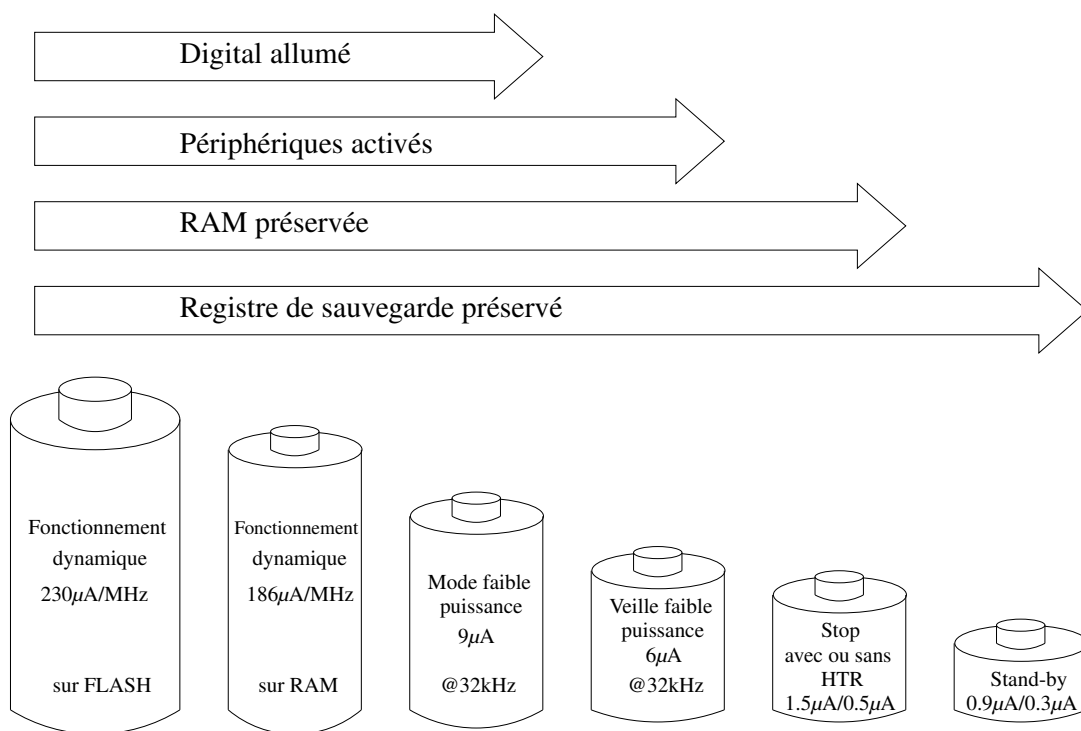 Digital allumé
Périphériques activés
RAM préservée
Registre de sauvegarde préservé
Fonctionnement
dynamique
230µA/MHz
sur FLASH
Fonctionnement
dynamique
186µA/MHz
sur RAM
Mode faible
puissance
9µA
@32kHz
Veille faible
puissance
6µA
@32kHz
Stop
avec ou sans
HTR
1.5µA/0.5µA
Stand-by
0.9µA/0.3µA